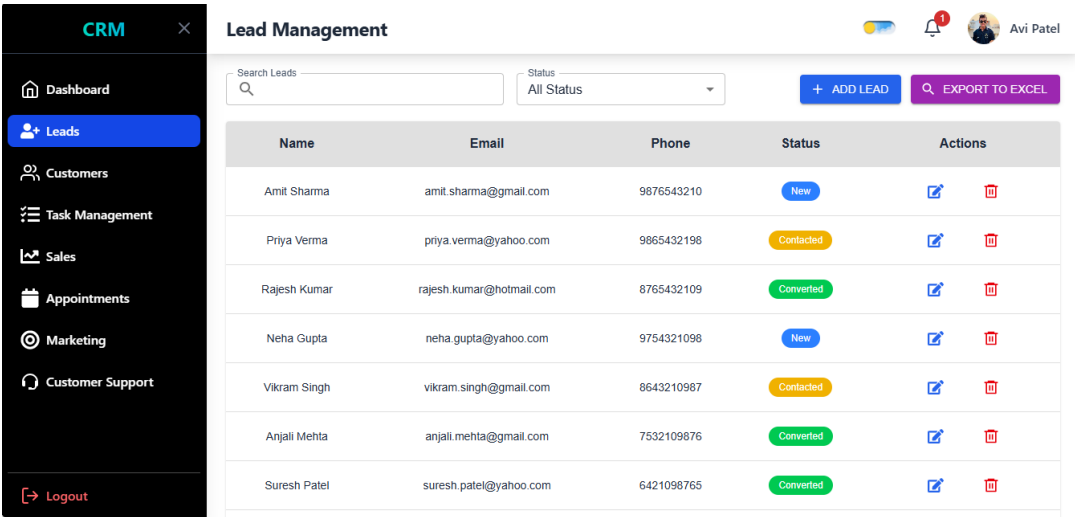 CRM
Lead Management
1
Avi Patel
Dashboard
Leads
Customers
Task Management
Sales
Appointments
Marketing
Customer Support
Logout
Search Leads
Status
All Status
+ ADD LEAD
EXPORT TO EXCEL
Name Email Phone Status Actions
Amit Sharma amit.sharma@gmail.com 9876543210 New
Priya Verma priya.verma@yahoo.com 9865432198 Contacted
Rajesh Kumar rajesh.kumar@hotmail.com 8765432109 Converted
Neha Gupta neha.gupta@yahoo.com 9754321098 New
Vikram Singh vikram.singh@gmail.com 8643210987 Contacted
Anjali Mehta anjali.mehta@gmail.com 7532109876 Converted
Suresh Patel suresh.patel@yahoo.com 6421098765 Converted